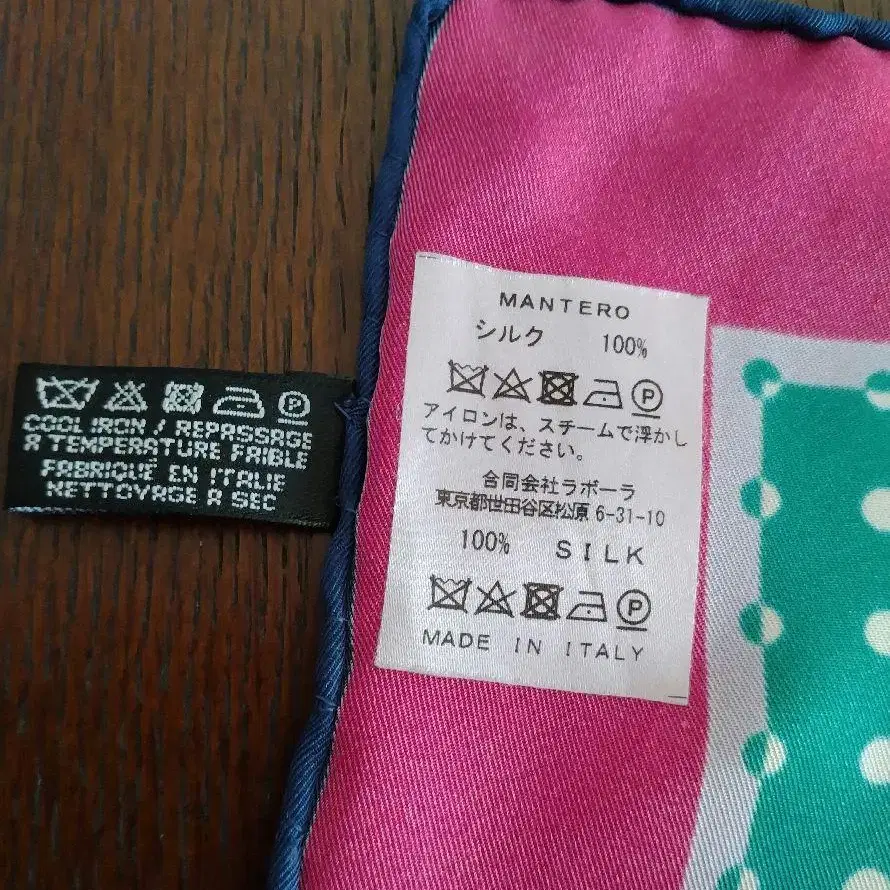 COOL IRON / REPASSAGE
A TEMPERATURE FAIBLE
FABRIQUÉ EN ITALIE
NETTOYAGE A SEC
MANTERO
シルク 100%
P
アイロンは、スチームで浮かし
てかけてください。
合同会社ラボーラ
東京都世田谷区松原 6-31-10
100% SILK
P
MADE IN ITALY